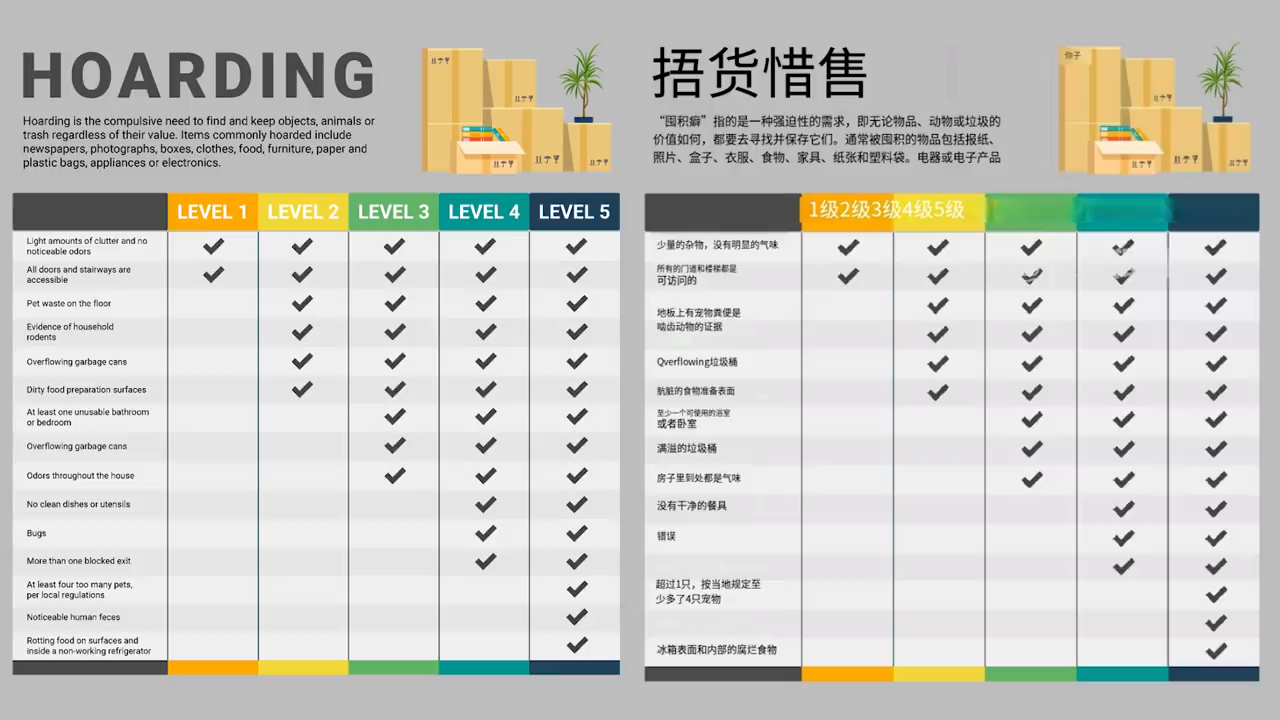 HOARDING
Hoarding is the compulsive need to find and keep objects, animals or
trash regardless of their value. Items commonly hoarded include
newspapers, photographs, boxes, clothes, food, furniture, paper and
plastic bags, appliances or electronics.
LEVEL 1 LEVEL 2 LEVEL 3 LEVEL 4 LEVEL 5
Light amounts of clutter and no
noticeable odors
All doors and stairways are
accessible
Pet waste on the floor
Evidence of household
rodents
Overflowing garbage cans
Dirty food preparation surfaces
At least one unusable bathroom
or bedroom
Overflowing garbage cans
Odors throughout the house
No clean dishes or utensils
Bugs
More than one blocked exit
At least four too many pets,
per local regulations
Noticeable human feces
Rotting food on surfaces and
inside a non-working refrigerator
捂货惜售
你子
“囤积癖”指的是一种强迫性的需求，即无论物品、动物或垃圾的
价值如何，都要去寻找并保存它们。通常被囤积的物品包括报纸、
照片、盒子、衣服、食物、家具、纸张和塑料袋。电器或电子产品
1级2级3级4级5级
少量的杂物，没有明显的气味
所有的门道和楼梯都是
可访问的
地板上有宠物粪便是
啮齿动物的证据
Qverflowing垃圾桶
肮脏的食物准备表面
至少一个可使用的浴室
或者卧室
满溢的垃圾桶
房子里到处都是气味
没有干净的餐具
错误
超过1只，按当地规定至
少多了4只宠物
冰箱表面和内部的腐烂食物